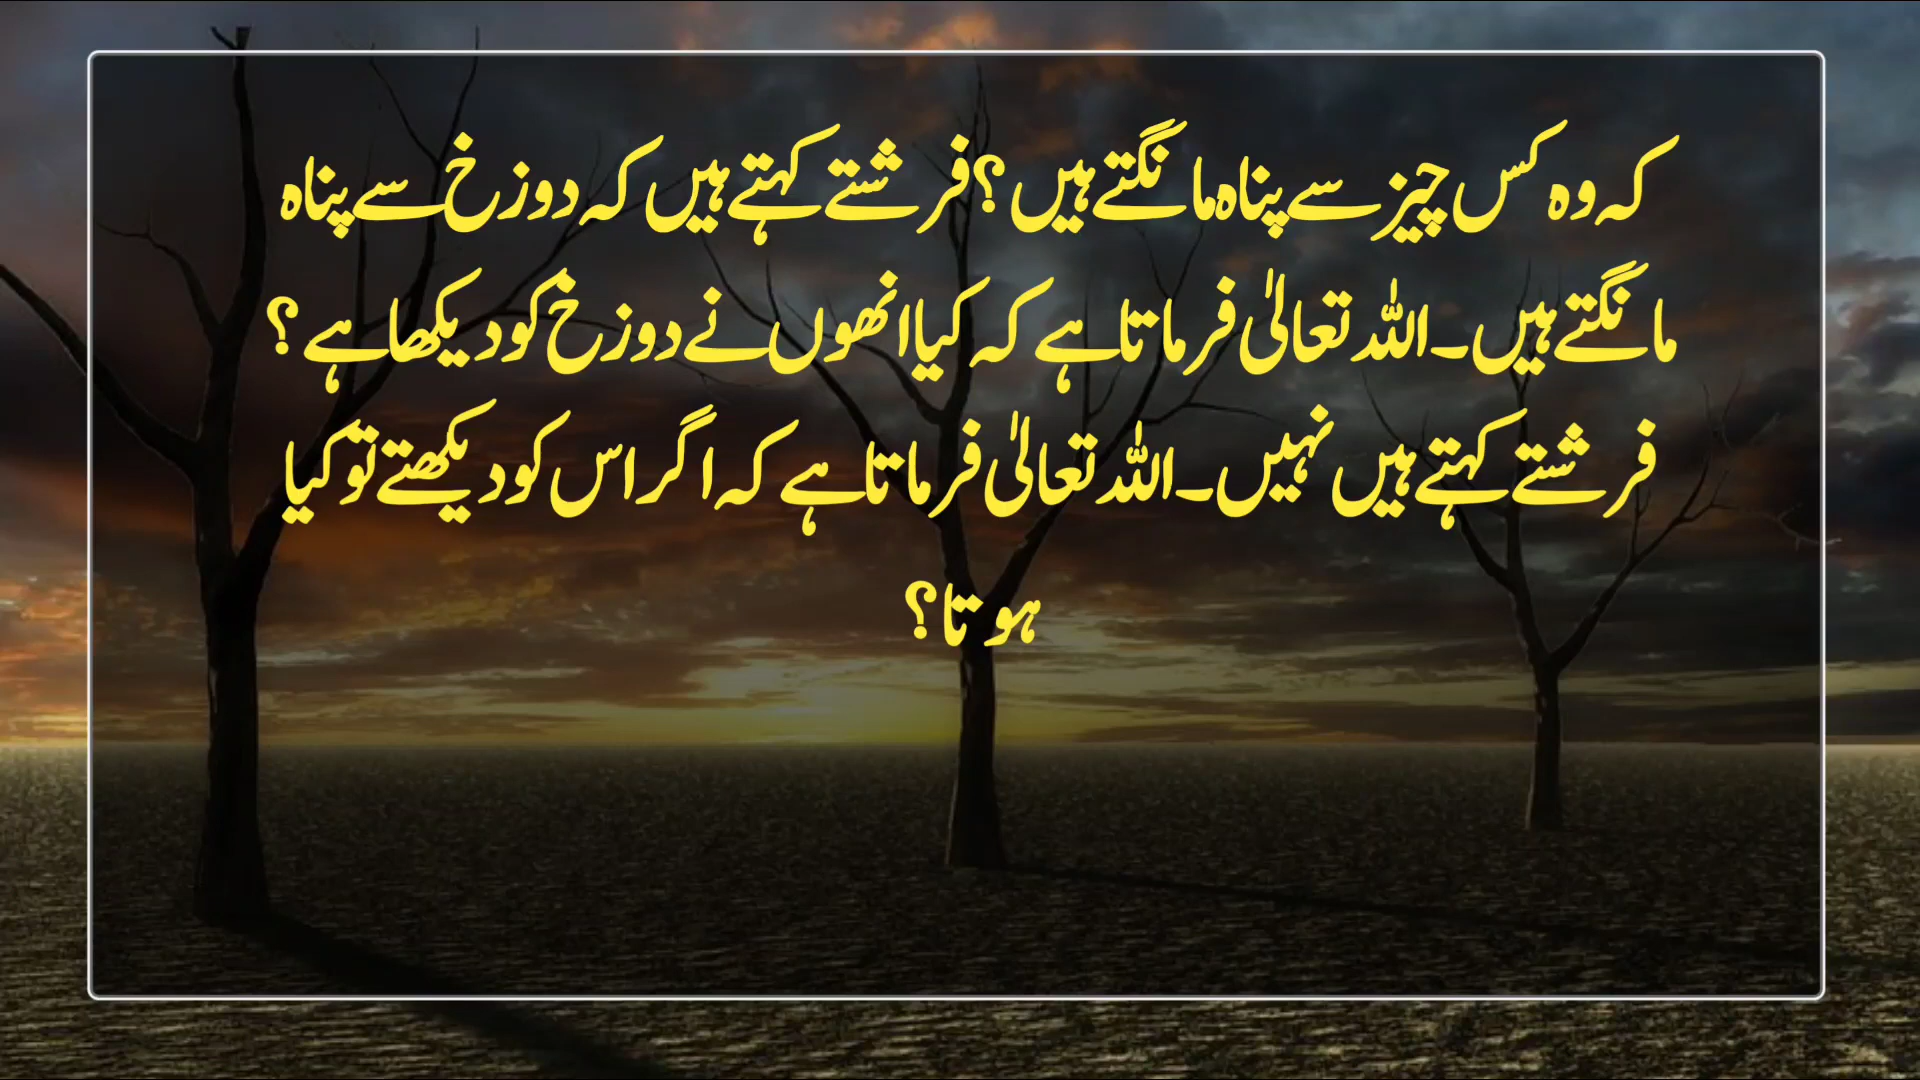 کہ وہ کس چیز سے پناہ مانگتے ہیں؟ فرشتے کہتے ہیں کہ دوزخ سے پناہ
مانگتے ہیں۔ اللہ تعالیٰ فرماتا ہے کہ کیا انھوں نے دوزخ کو دیکھا ہے؟
فرشتے کہتے ہیں نہیں۔ اللہ تعالیٰ فرماتا ہے کہ اگر اس کو دیکھتے تو کیا
ہوتا؟